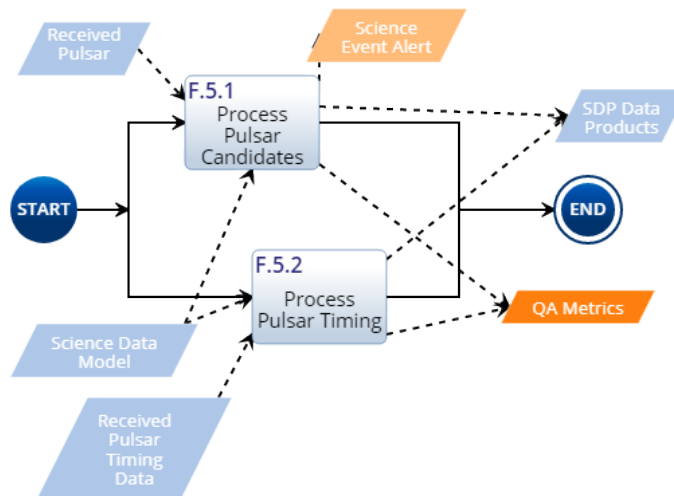 Received
Pulsar
Science
Event Alert
F.5.1
Process
Pulsar
Candidates
SDP Data
Products
START
END
F.5.2
Process
Pulsar Timing
QA Metrics
Science Data
Model
Received
Pulsar
Timing
Data